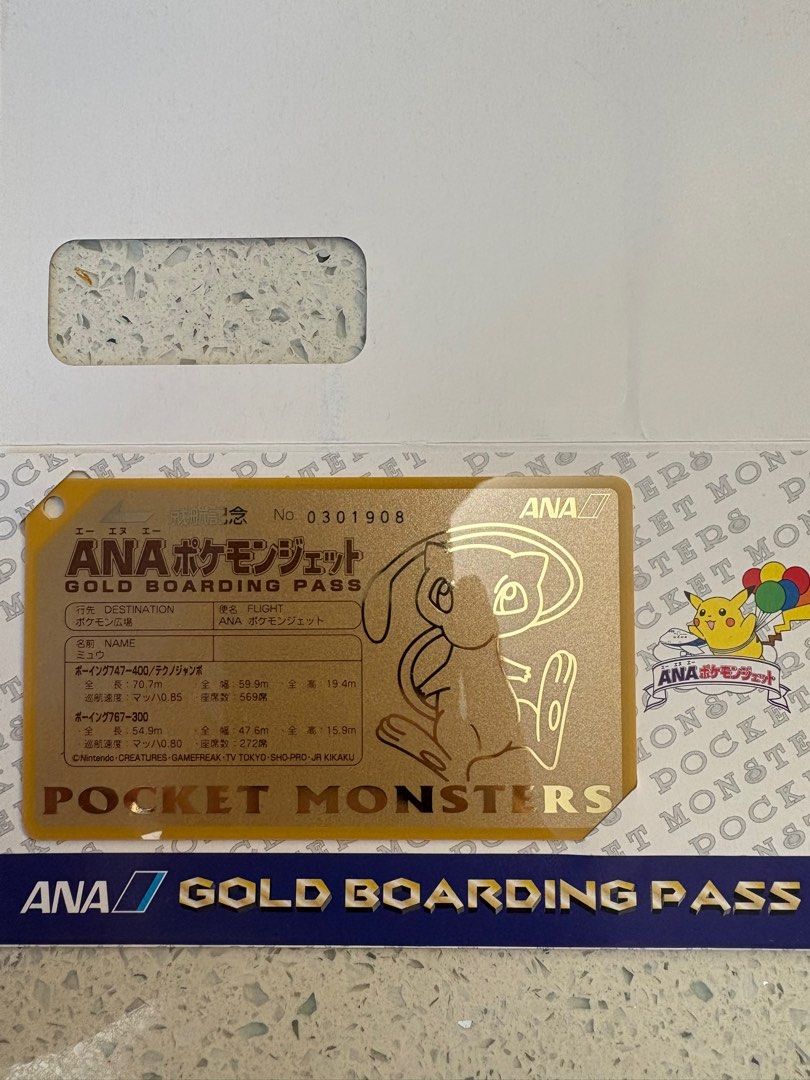 就航記念 No. 0301908
ANA
エー エヌ エー
ANAポケモンジェット
GOLD BOARDING PASS
行先 DESTINATION
ポケモン広場
便名 FLIGHT
ANA ポケモンジェット
名前 NAME
ミュウ
ボーイング747-400/テクノジャンボ
・全 長:70.7m ・全 幅:59.9m ・全 高:19.4m
・巡航速度:マッハ0.85 ・座席数:569席
ボーイング767-300
・全 長:54.9m ・全 幅:47.6m ・全 高:15.9m
・巡航速度:マッハ0.80 ・座席数:272席
©Nintendo・CREATURES・GAMEFREAK・TV TOKYO・SHO-PRO・JR KIKAKU
POCKET MONSTERS
エー エヌ エー
ANAポケモンジェット
POCKET MONSTERS
ANA GOLD BOARDING PASS